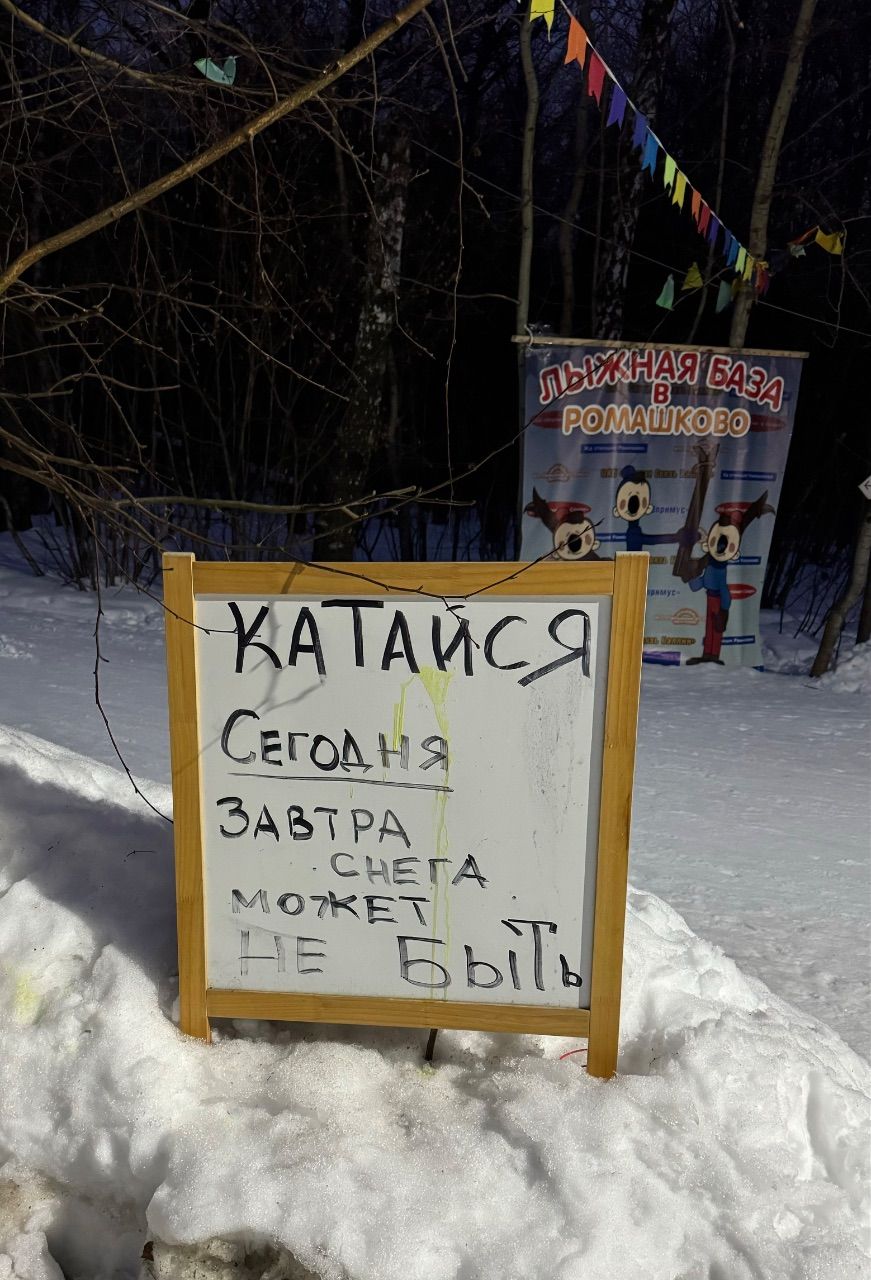 ЛЫЖНАЯ БАЗА
В
РОМАШКОВО
КАТАЙСЯ
СЕГОДНЯ
ЗАВТРА
СНЕГА
МОЖЕТ
НЕ БЫТЬ